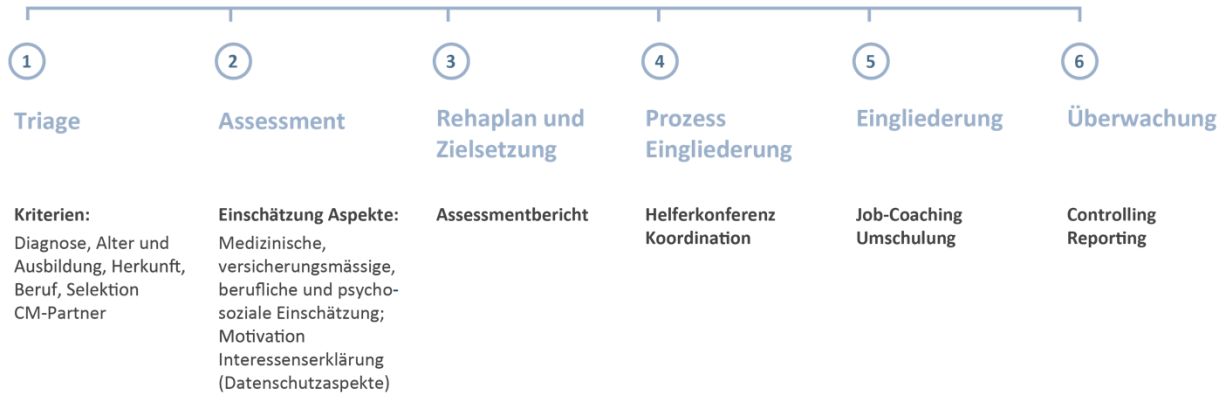 1
Triage
Kriterien:
Diagnose, Alter und
Ausbildung, Herkunft,
Beruf, Selektion
CM-Partner
2
Assessment
Einschätzung Aspekte:
Medizinische,
versicherungsmässige,
berufliche und psycho-
soziale Einschätzung;
Motivation
Interessenserklärung
(Datenschutzaspekte)
3
Rehaplan und
Zielsetzung
Assessmentbericht
4
Prozess
Eingliederung
Helferkonferenz
Koordination
5
Eingliederung
Job-Coaching
Umschulung
6
Überwachung
Controlling
Reporting